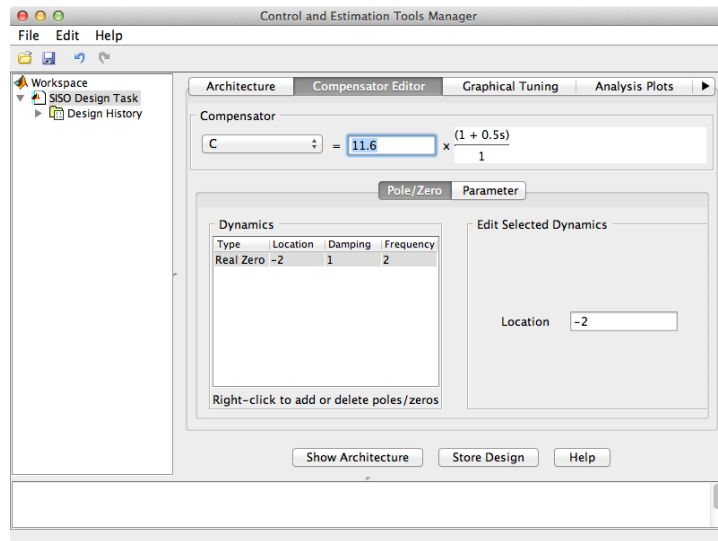 Control and Estimation Tools Manager
File Edit Help
Workspace
SISO Design Task
Design History
Architecture Compensator Editor Graphical Tuning Analysis Plots
Compensator
C = 11.6 x (1 + 0.5s)
1
Pole/Zero Parameter
Dynamics
Type Location Damping Frequency
Real Zero -2 1 2
Right-click to add or delete poles/zeros
Edit Selected Dynamics
Location -2
Show Architecture Store Design Help